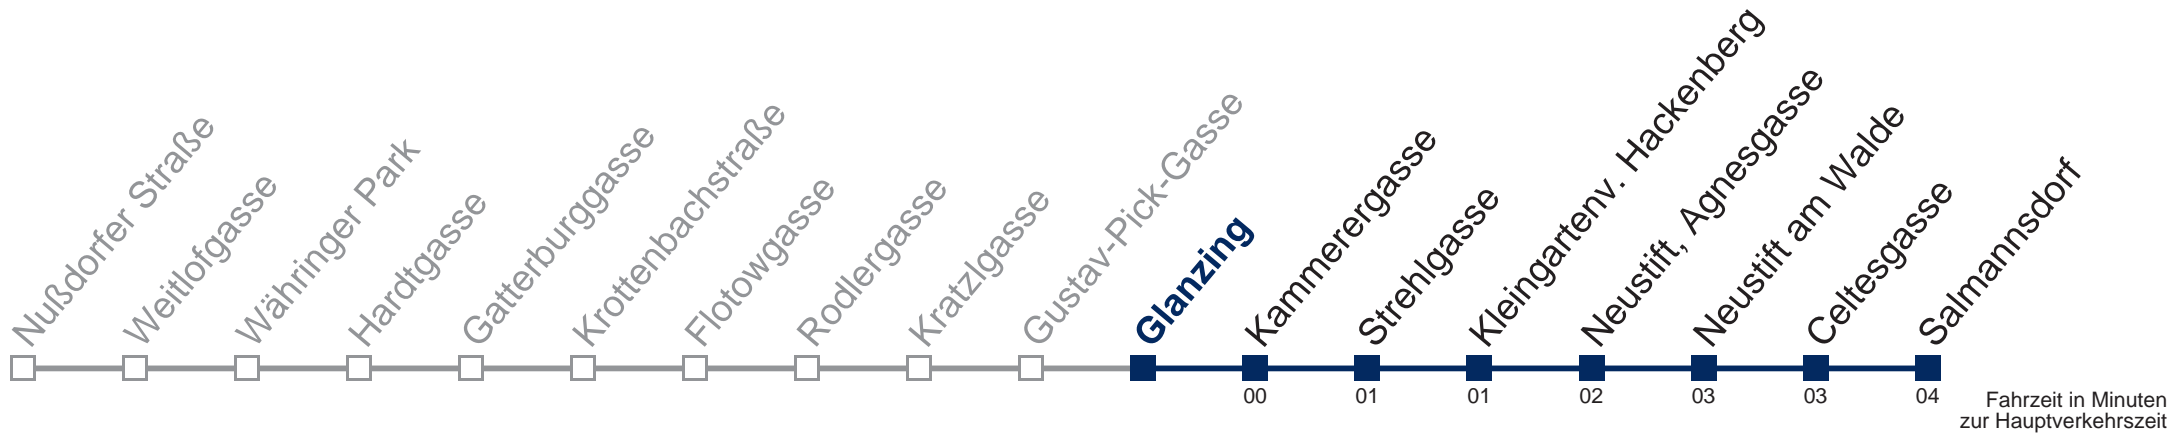 Nußdorfer Straße
Weitlofgasse
Währinger Park
Hardtgasse
Gatterburggasse
Krottenbachstraße
Flotowgasse
Rodlergasse
Kratzlgasse
Gustav-Pick-Gasse
Glanzing
Kammerergasse
Strehlgasse
Kleingartenv. Hackenberg
Neustift, Agnesgasse
Neustift am Walde
Celtesgasse
Salmannsdorf
00
01
01
02
03
03
04
Fahrzeit in Minuten
zur Hauptverkehrszeit